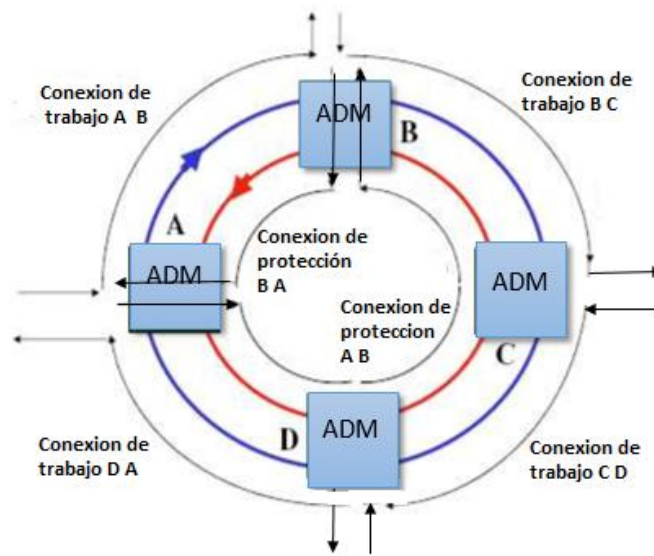 Conexion de
trabajo A B
ADM
B
Conexion de
trabajo B C
A
ADM
Conexion de
protección
B A
Conexion de
proteccion
A B
ADM
C
D
ADM
Conexion de
trabajo D A
Conexion de
trabajo C D